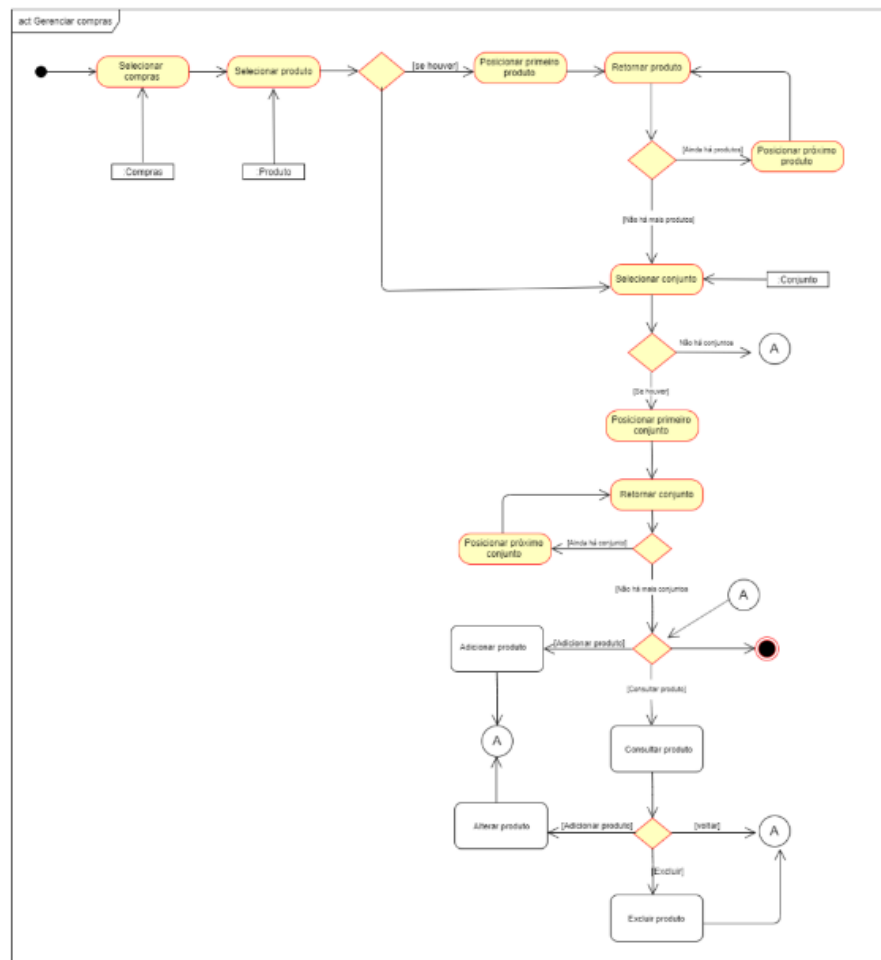 act Gerenciar compras
Selecionar
compras
Selecionar produto
[se houver]
Posicionar primeiro
produto
Retornar produto
[Ainda há produtos]
Posicionar próximo
produto
:Compras
:Produto
[Não há mais produtos]
Selecionar conjunto
:Conjunto
Não há conjuntos
A
[Se houver]
Posicionar primeiro
conjunto
Retornar conjunto
Posicionar próximo
conjunto
[Ainda há conjunto]
[Não há mais conjuntos
A
Adicionar produto
[Adicionar produto]
[Consultar produto]
A
Consultar produto
Alterar produto
[Adicionar produto]
[voltar]
A
[Excluir]
Excluir produto